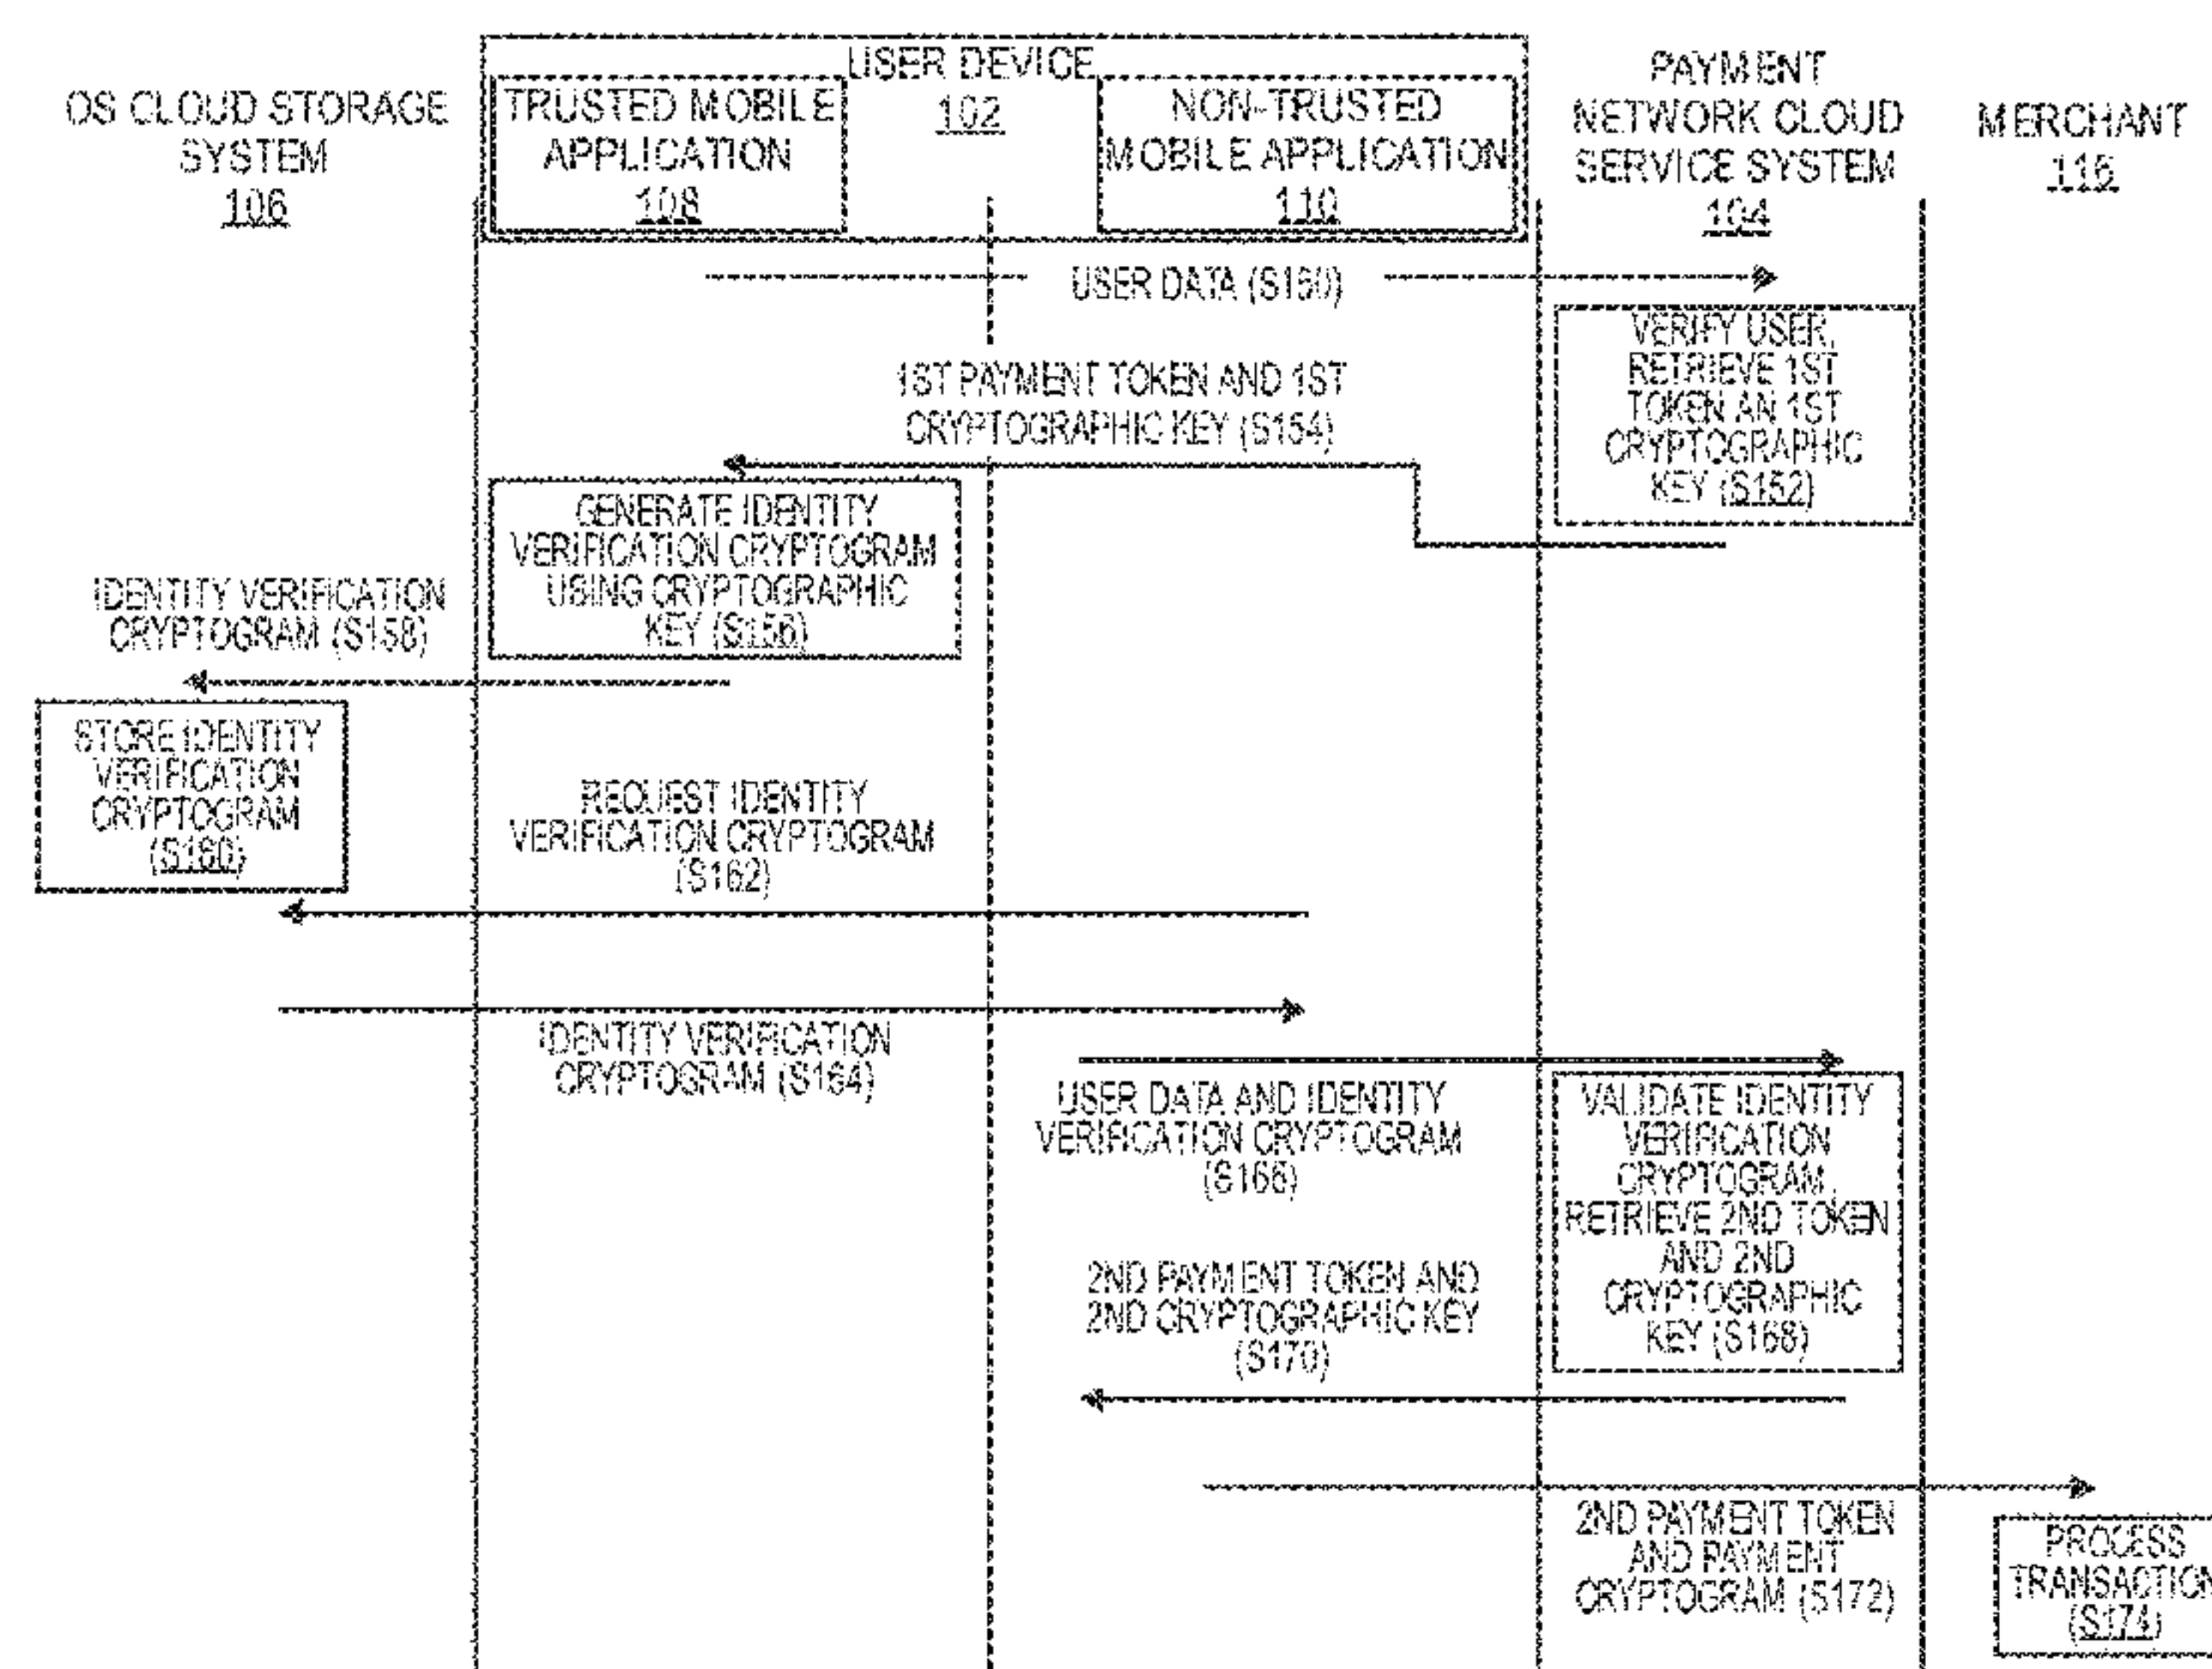 USER DEVICE
102
OS CLOUD STORAGE
SYSTEM
106
TRUSTED MOBILE
APPLICATION
108
NON-TRUSTED
MOBILE APPLICATION
110
PAYMENT
NETWORK CLOUD
SERVICE SYSTEM
104
MERCHANT
116
USER DATA (S150)
VERIFY USER,
RETRIEVE 1ST
TOKEN AN 1ST
CRYPTOGRAPHIC
KEY (S152)
1ST PAYMENT TOKEN AND 1ST
CRYPTOGRAPHIC KEY (S154)
GENERATE IDENTITY
VERIFICATION CRYPTOGRAM
USING CRYPTOGRAPHIC
KEY (S156)
IDENTITY VERIFICATION
CRYPTOGRAM (S158)
STORE IDENTITY
VERIFICATION
CRYPTOGRAM
(S160)
REQUEST IDENTITY
VERIFICATION CRYPTOGRAM
(S162)
IDENTITY VERIFICATION
CRYPTOGRAM (S164)
USER DATA AND IDENTITY
VERIFICATION CRYPTOGRAM
(S166)
VALIDATE IDENTITY
VERIFICATION
CRYPTOGRAM,
RETRIEVE 2ND TOKEN
AND 2ND
CRYPTOGRAPHIC
KEY (S168)
2ND PAYMENT TOKEN AND
2ND CRYPTOGRAPHIC KEY
(S170)
2ND PAYMENT TOKEN
AND PAYMENT
CRYPTOGRAM (S172)
PROCESS
TRANSACTION
(S174)